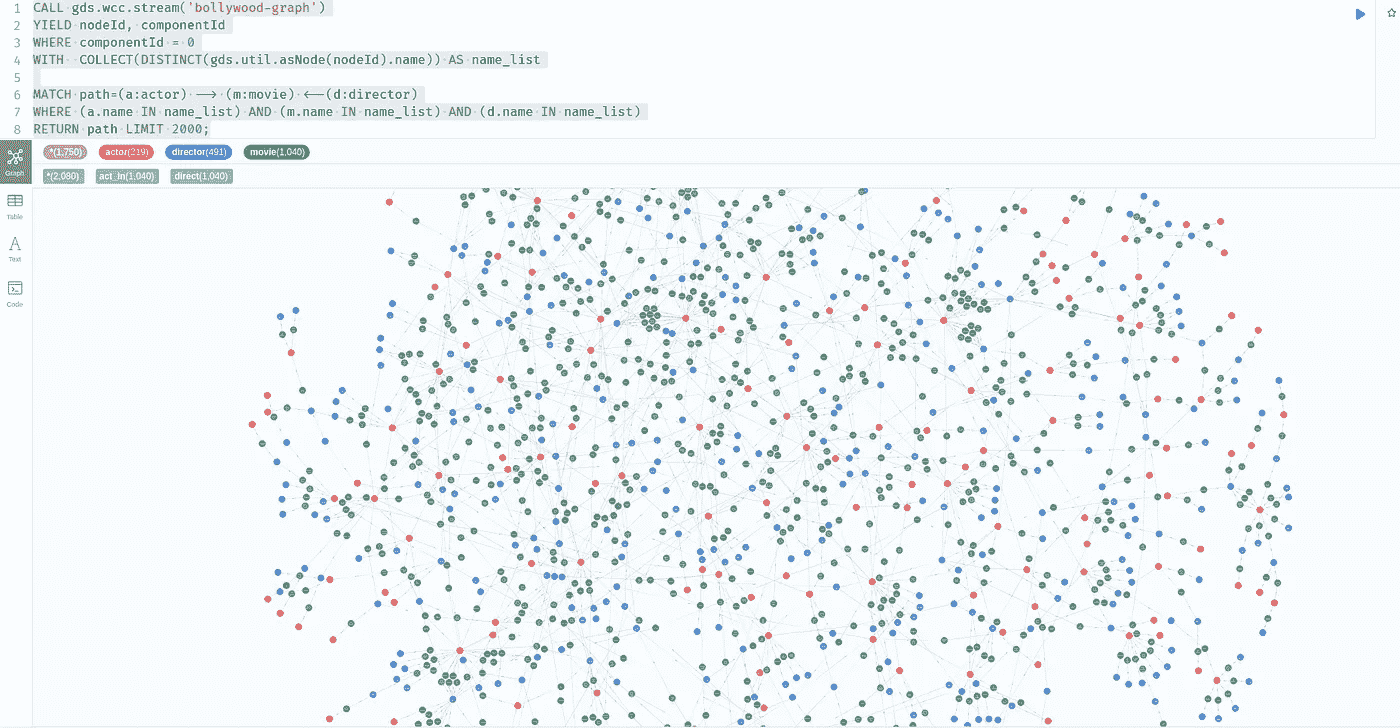 1 CALL gds.wcc.stream('bollywood-graph')
2 YIELD nodeId, componentId
3 WHERE componentId = 0
4 WITH  COLLECT(DISTINCT(gds.util.asNode(nodeId).name)) AS name_list
5
6 MATCH path=(a:actor) --> (m:movie) <--(d:director)
7 WHERE (a.name IN name_list) AND (m.name IN name_list) AND (d.name IN name_list)
8 RETURN path LIMIT 2000;
*(1,750) actor(219) director(491) movie(1,040)
*(2,080) act_in(1,040) direct(1,040)
Graph
Table
A
Text
Code